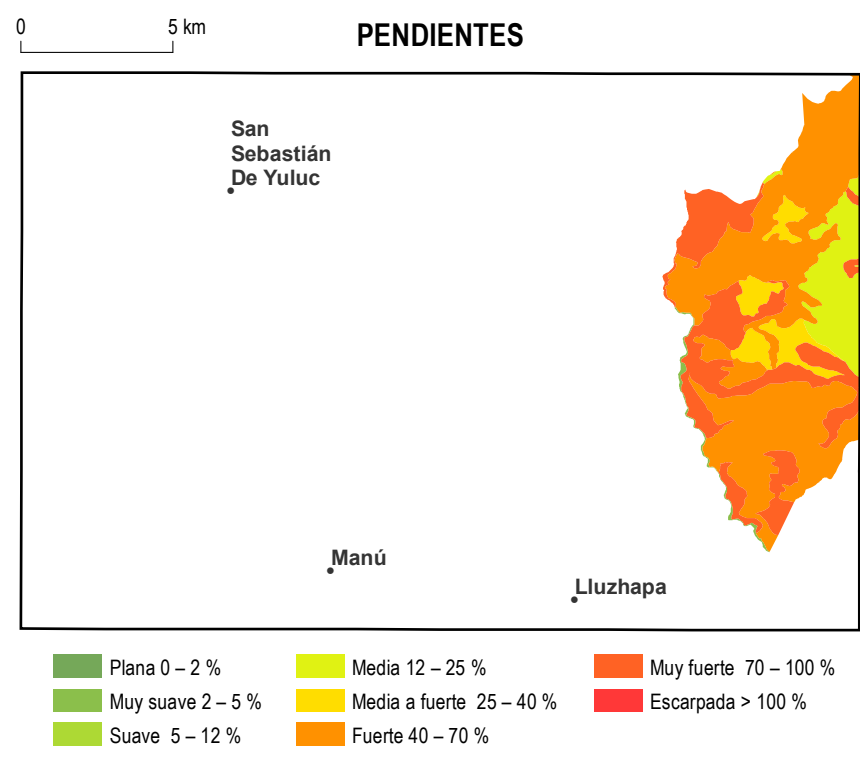 0 5 km
PENDIENTES
San
Sebastián
De Yuluc
Manú
Lluzhapa
Plana 0 – 2 %
Muy suave 2 – 5 %
Suave 5 – 12 %
Media 12 – 25 %
Media a fuerte 25 – 40 %
Fuerte 40 – 70 %
Muy fuerte 70 – 100 %
Escarpada > 100 %